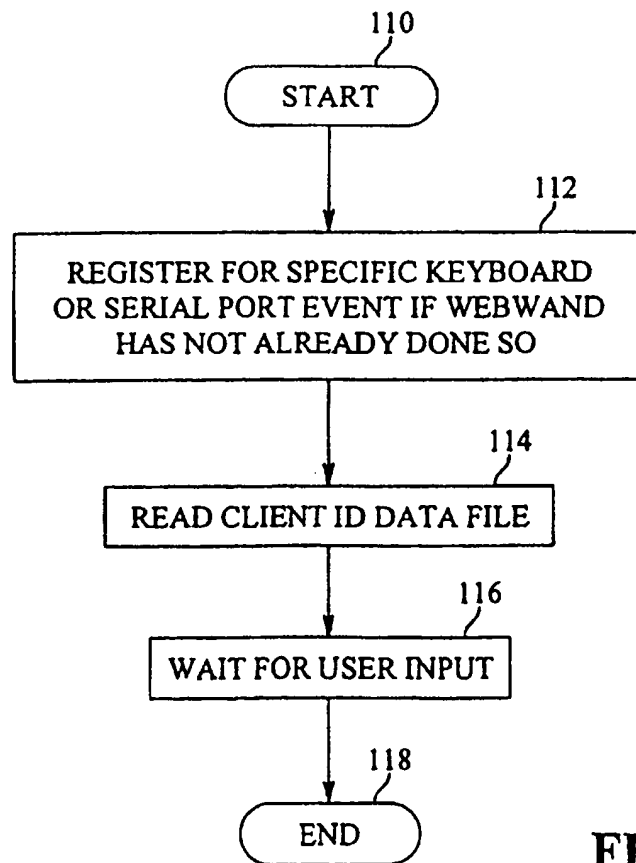 110
START
112
REGISTER FOR SPECIFIC KEYBOARD
OR SERIAL PORT EVENT IF WEBWAND
HAS NOT ALREADY DONE SO
114
READ CLIENT ID DATA FILE
116
WAIT FOR USER INPUT
118
END